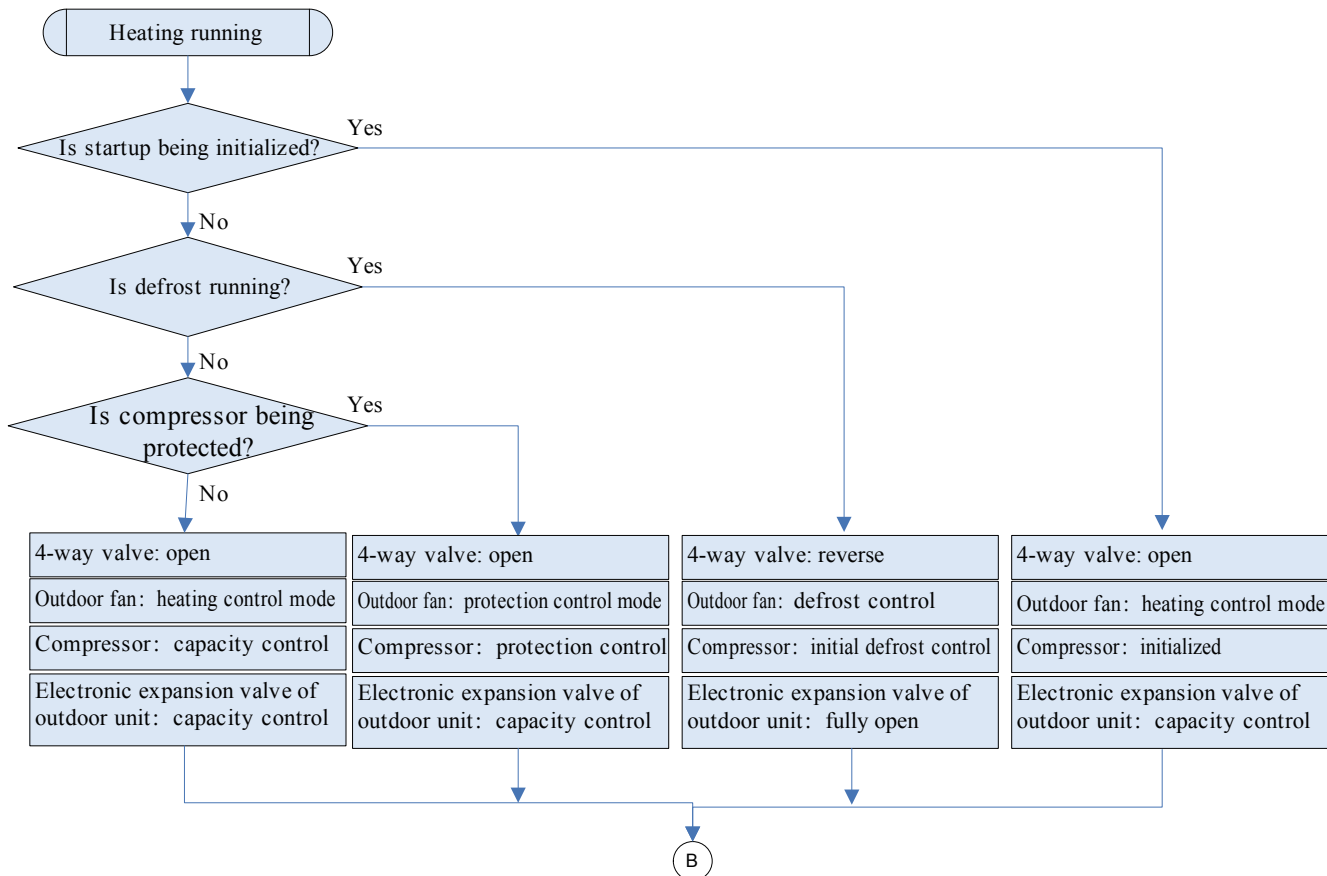 Heating running
Is startup being initialized?
Yes
No
Is defrost running?
Yes
No
Is compressor being
protected?
Yes
No
4-way valve: open
Outdoor fan: heating control mode
Compressor: capacity control
Electronic expansion valve of
outdoor unit: capacity control
4-way valve: open
Outdoor fan: protection control mode
Compressor: protection control
Electronic expansion valve of
outdoor unit: capacity control
4-way valve: reverse
Outdoor fan: defrost control
Compressor: initial defrost control
Electronic expansion valve of
outdoor unit: fully open
4-way valve: open
Outdoor fan: heating control mode
Compressor: initialized
Electronic expansion valve of
outdoor unit: capacity control
B